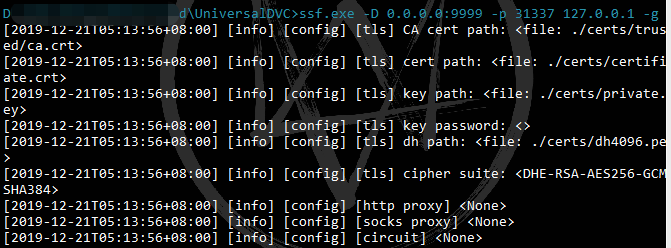 D d\UniversalDVC>ssf.exe -D 0.0.0.0:9999 -p 31337 127.0.0.1 -g
[2019-12-21T05:13:56+08:00] [info] [config] [tls] CA cert path: <file: ./certs/trus
ed/ca.crt>
[2019-12-21T05:13:56+08:00] [info] [config] [tls] cert path: <file: ./certs/certifi
ate.crt>
[2019-12-21T05:13:56+08:00] [info] [config] [tls] key path: <file: ./certs/private.
ey>
[2019-12-21T05:13:56+08:00] [info] [config] [tls] key password: <>
[2019-12-21T05:13:56+08:00] [info] [config] [tls] dh path: <file: ./certs/dh4096.pe
>
[2019-12-21T05:13:56+08:00] [info] [config] [tls] cipher suite: <DHE-RSA-AES256-GCM
SHA384>
[2019-12-21T05:13:56+08:00] [info] [config] [http proxy] <None>
[2019-12-21T05:13:56+08:00] [info] [config] [socks proxy] <None>
[2019-12-21T05:13:56+08:00] [info] [config] [circuit] <None>